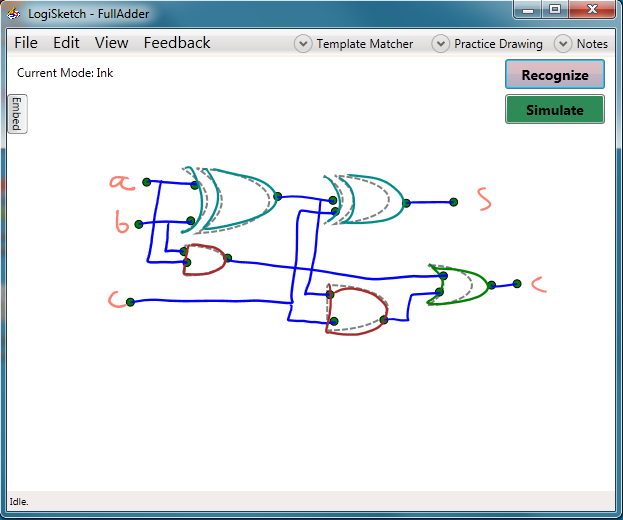 LogiSketch - FullAdder
File Edit View Feedback Template Matcher Practice Drawing Notes
Current Mode: Ink
Recognize
Simulate
Embed
a
b
c
S
c
Idle.